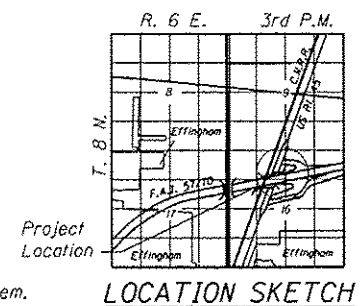 R. 6 E. 3rd P.M.
T. 8 N.
C.N.R.R.
US Rt. 45
8
9
Effingham
F.A.I. 57/70
17
16
Project
Location
Effingham
Effingham
em.
LOCATION SKETCH